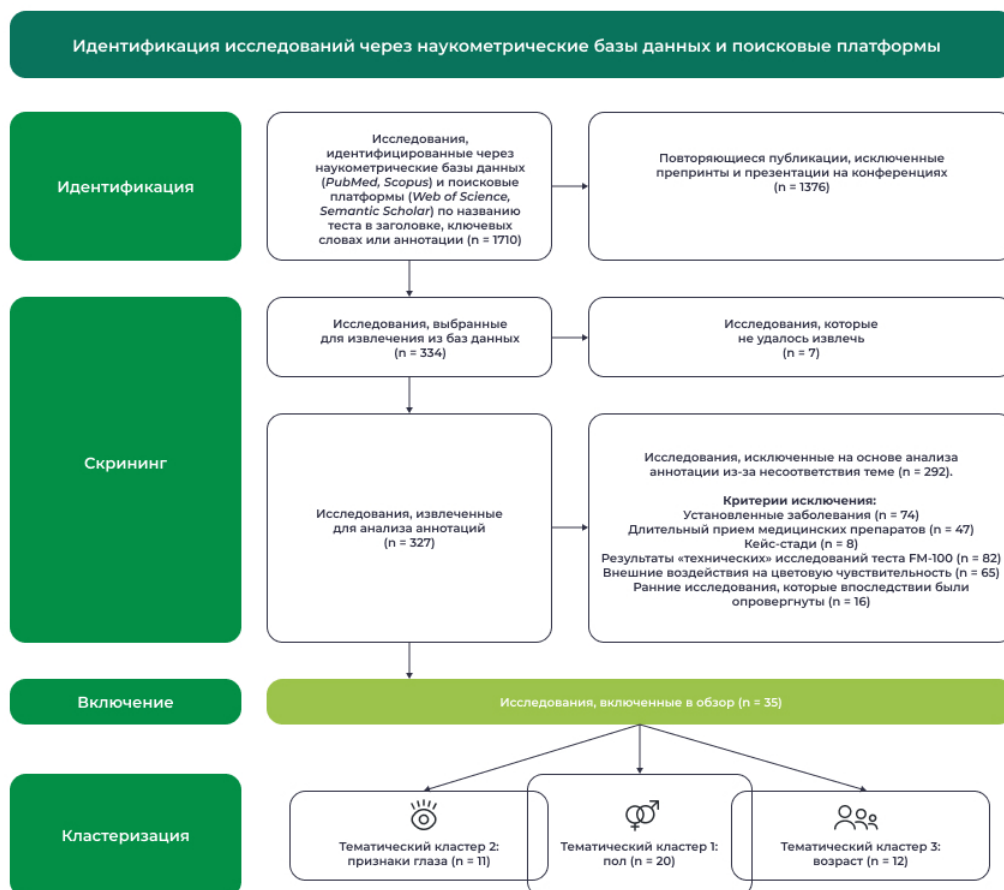 Идентификация исследований через наукометрические базы данных и поисковые платформы
Идентификация
Исследования,
идентифицированные через
наукометрические базы данных
(PubMed, Scopus) и поисковые
платформы (Web of Science,
Semantic Scholar) по названию
теста в заголовке, ключевых
словах или аннотации (n = 1710)
Повторяющиеся публикации, исключенные
препринты и презентации на конференциях
(n = 1376)
Скрининг
Исследования, выбранные
для извлечения из баз данных
(n = 334)
Исследования, которые
не удалось извлечь
(n = 7)
Исследования, извлеченные
для анализа аннотаций
(n = 327)
Исследования, исключенные на основе анализа
аннотации из-за несоответствия теме (n = 292).
Критерии исключения:
Установленные заболевания (n = 74)
Длительный прием медицинских препаратов (n = 47)
Кейс-стади (n = 8)
Результаты «технических» исследований теста FM-100 (n = 82)
Внешние воздействия на цветовую чувствительность (n = 65)
Ранние исследования, которые впоследствии были
опровергнуты (n = 16)
Включение
Исследования, включенные в обзор (n = 35)
Кластеризация
Тематический кластер 2:
признаки глаза (n = 11)
Тематический кластер 1:
пол (n = 20)
Тематический кластер 3:
возраст (n = 12)